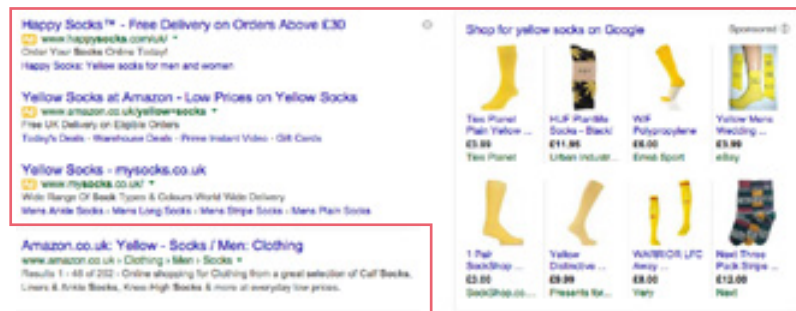 Happy Socks™ - Free Delivery on Orders Above £30
Ad www.happysocks.com/uk/
Order Your Socks Online Today!
Happy Socks: Yellow socks for men and women
Yellow Socks at Amazon - Low Prices on Yellow Socks
Ad www.amazon.co.uk/yellow+socks
Free UK Delivery on Eligible Orders
Today's Deals - Warehouse Deals - Prime Instant Video - Gift Cards
Yellow Socks - mysocks.co.uk
Ad www.mysocks.co.uk/
Wide Range Of Sock Types & Colours World Wide Delivery
Mens Ankle Socks - Mens Long Socks - Mens Stripe Socks - Mens Plain Socks
Amazon.co.uk: Yellow - Socks / Men: Clothing
www.amazon.co.uk › Clothing › Men › Socks
Results 1 - 48 of 202 - Online shopping for Clothing from a great selection of Calf Socks,
Liners & Ankle Socks, Knee-High Socks & more at everyday low prices.
Shop for yellow socks on Google
Sponsored
Ties Planet
Plain Yellow ...
£3.99
Ties Planet
HUF Plantlife
Socks - Black/
£11.95
Urban Industr...
WIF
Polypropylene
£6.00
Sport
Yellow Mens
Wedding ...
£3.99
eBay
1 Pair
SockShop ...
£3.00
SockShop.co...
Yellow
Distinctive ...
£9.99
Presents for...
WARRIOR LFC
Away ...
£8.00
Very
Next Three
Pack Stripe ...
£12.00
Next